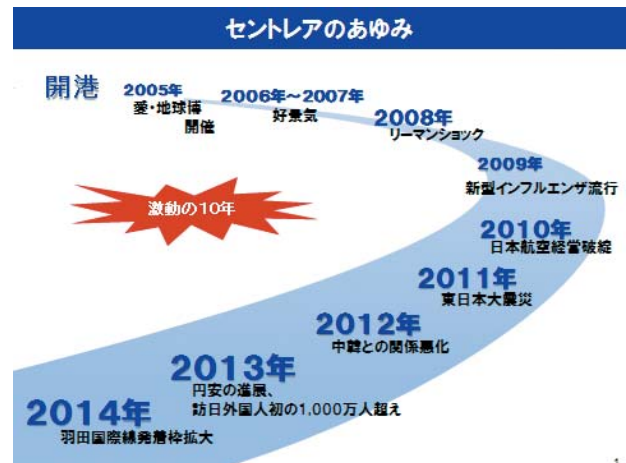 セントレアのあゆみ
開港
2005年
愛・地球博
開催
2006年～2007年
好景気
2008年
リーマンショック
2009年
新型インフルエンザ流行
激動の10年
2010年
日本航空経営破綻
2011年
東日本大震災
2012年
中韓との関係悪化
2013年
円安の進展、
訪日外国人初の1,000万人超え
2014年
羽田国際線発着枠拡大